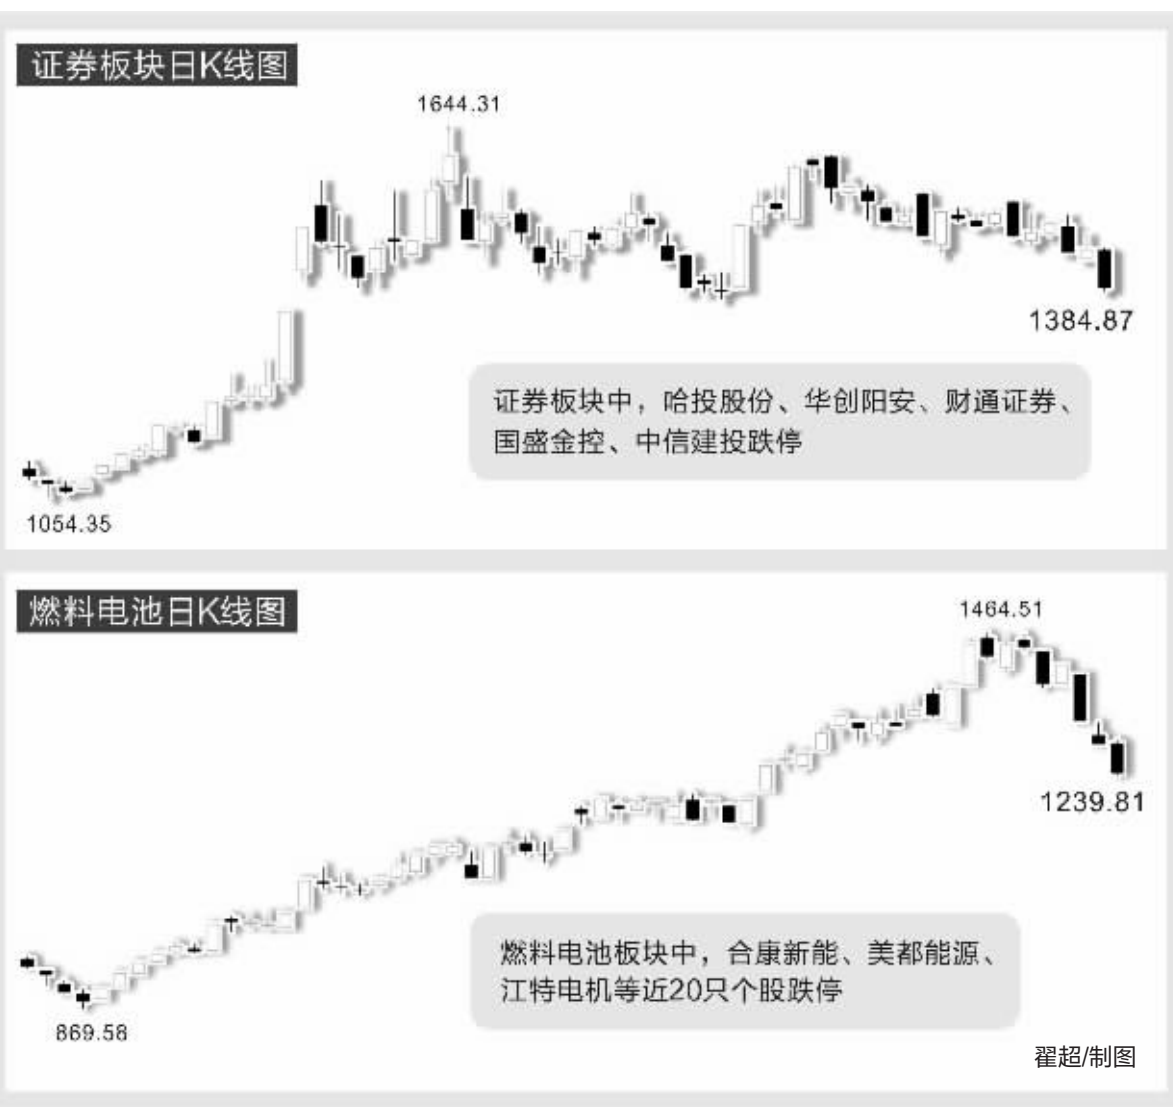 证券板块日K线图
1644.31
1384.87
证券板块中，哈投股份、华创阳安、财通证券、
国盛金控、中信建投跌停
1054.35
燃料电池日K线图
1464.51
1239.81
燃料电池板块中，合康新能、美都能源、
江特电机等近20只个股跌停
869.58
翟超/制图